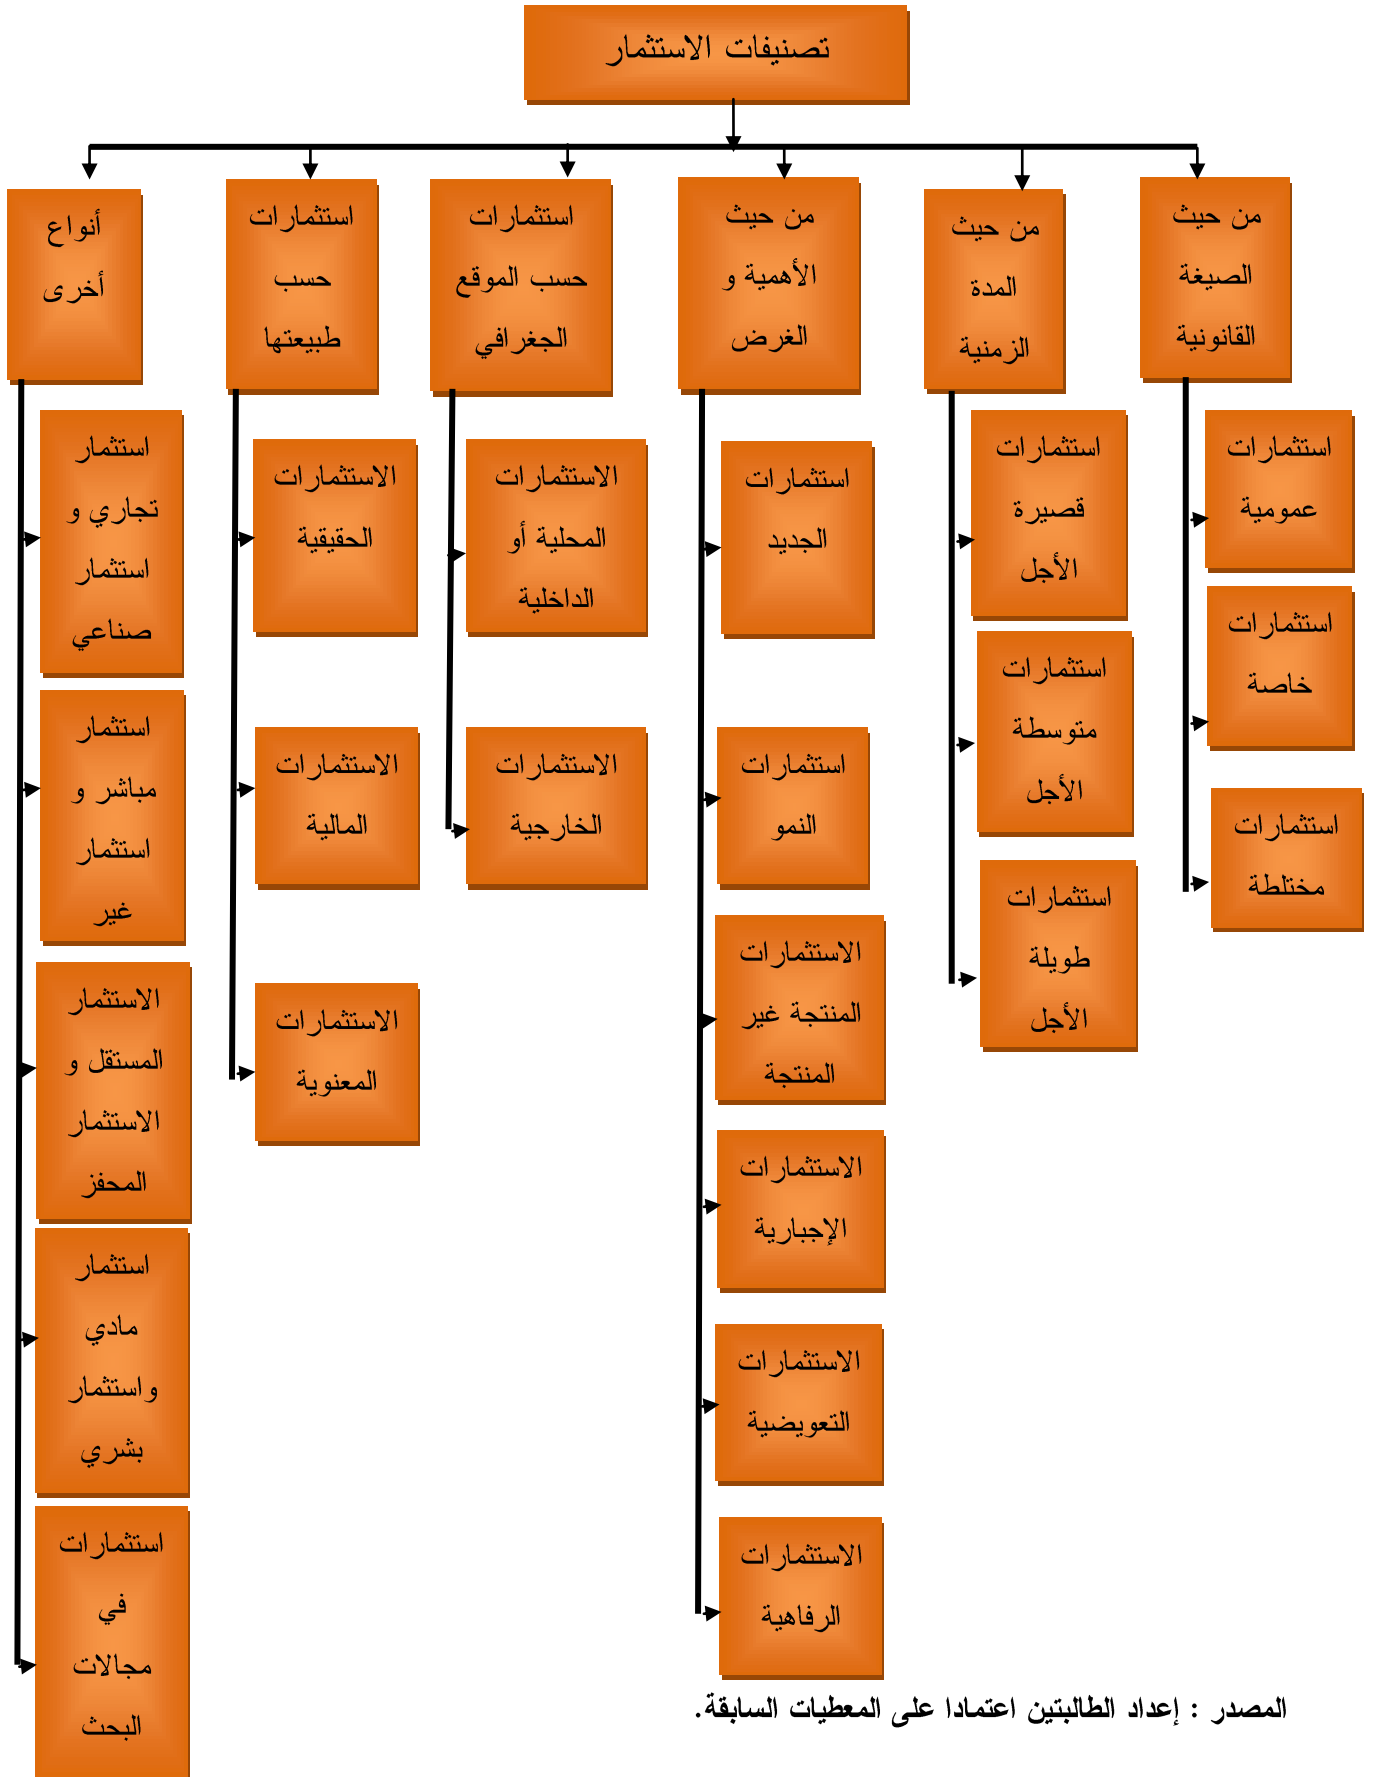 تصنيفات الاستثمار
من حيث
الصيغة
القانونية
استثمارات
عمومية
استثمارات
خاصة
استثمارات
مختلطة
من حيث
المدة
الزمنية
استثمارات
قصيرة
الأجل
استثمارات
متوسطة
الأجل
استثمارات
طويلة
الأجل
من حيث
الأهمية و
الغرض
استثمارات
الجديد
استثمارات
النمو
الاستثمارات
المنتجة غير
المنتجة
الاستثمارات
الإجبارية
الاستثمارات
التعويضية
الاستثمارات
الرفاهية
استثمارات
حسب الموقع
الجغرافي
الاستثمارات
المحلية أو
الداخلية
الاستثمارات
الخارجية
استثمارات
حسب
طبيعتها
الاستثمارات
الحقيقية
الاستثمارات
المالية
الاستثمارات
المعنوية
أنواع
أخرى
استثمار
تجاري و
استثمار
صناعي
استثمار
مباشر و
استثمار
غير
الاستثمار
المستقل و
الاستثمار
المحفز
استثمار
مادي
واستثمار
بشري
استثمارات
في
مجالات
البحث
المصدر : إعداد الطالبتين اعتمادا على المعطيات السابقة.